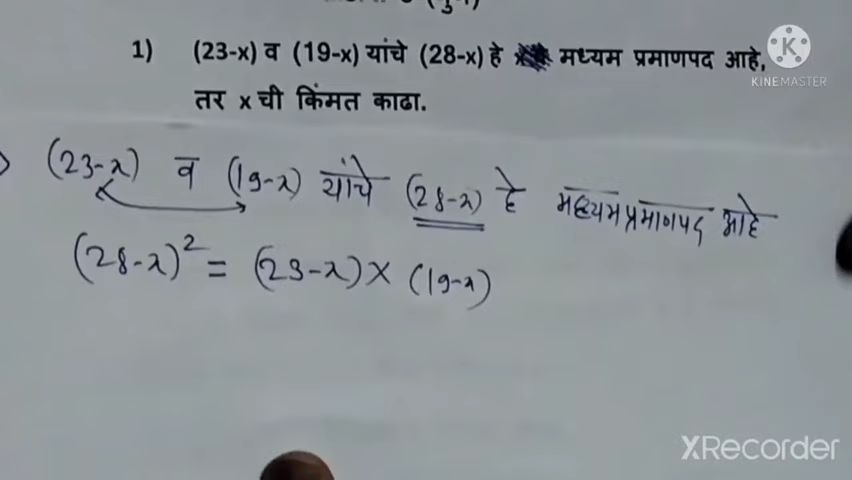 1) (23-x) व (19-x) यांचे (28-x) हे मध्यम प्रमाणपद आहे,
तर x ची किंमत काढा.
(23-x) व (19-x) यांचे (28-x) हे मध्यमप्रमाणपद आहे
(28-x)² = (23-x) × (19-x)
K
KINEMASTER
XRecorder